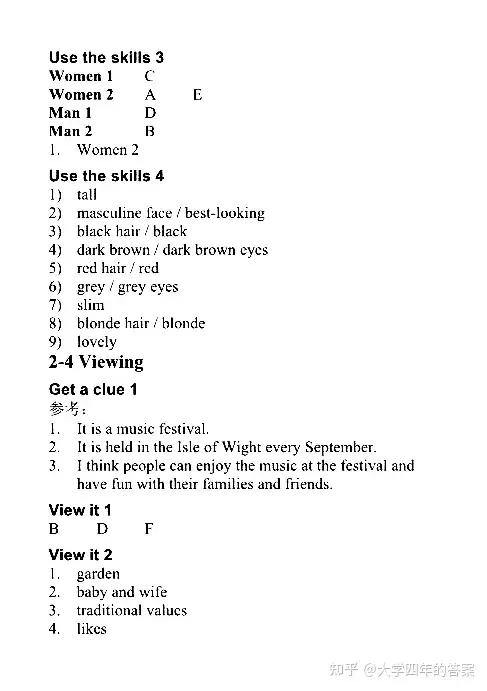 Use the skills 3
Women 1 C
Women 2 A E
Man 1 D
Man 2 B
1. Women 2
Use the skills 4
1) tall
2) masculine face / best-looking
3) black hair / black
4) dark brown / dark brown eyes
5) red hair / red
6) grey / grey eyes
7) slim
8) blonde hair / blonde
9) lovely
2-4 Viewing
Get a clue 1
参考：
1. It is a music festival.
2. It is held in the Isle of Wight every September.
3. I think people can enjoy the music at the festival and
have fun with their families and friends.
View it 1
B D F
View it 2
1. garden
2. baby and wife
3. traditional values
4. likes
知乎 @大学四年的答案